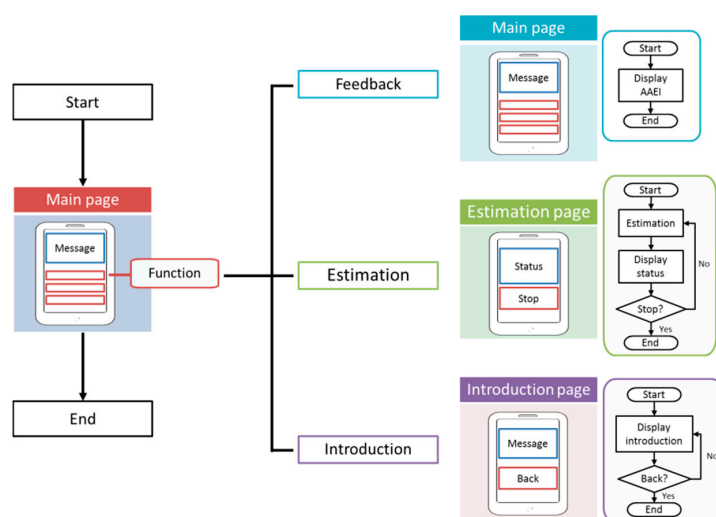 Start
Main page
Message
Function
End
Feedback
Estimation
Introduction
Main page
Message
Start
Display
AAEI
End
Estimation page
Status
Stop
Start
Estimation
Display
status
No
Stop?
Yes
End
Introduction page
Message
Back
Start
Display
introduction
No
Back?
Yes
End